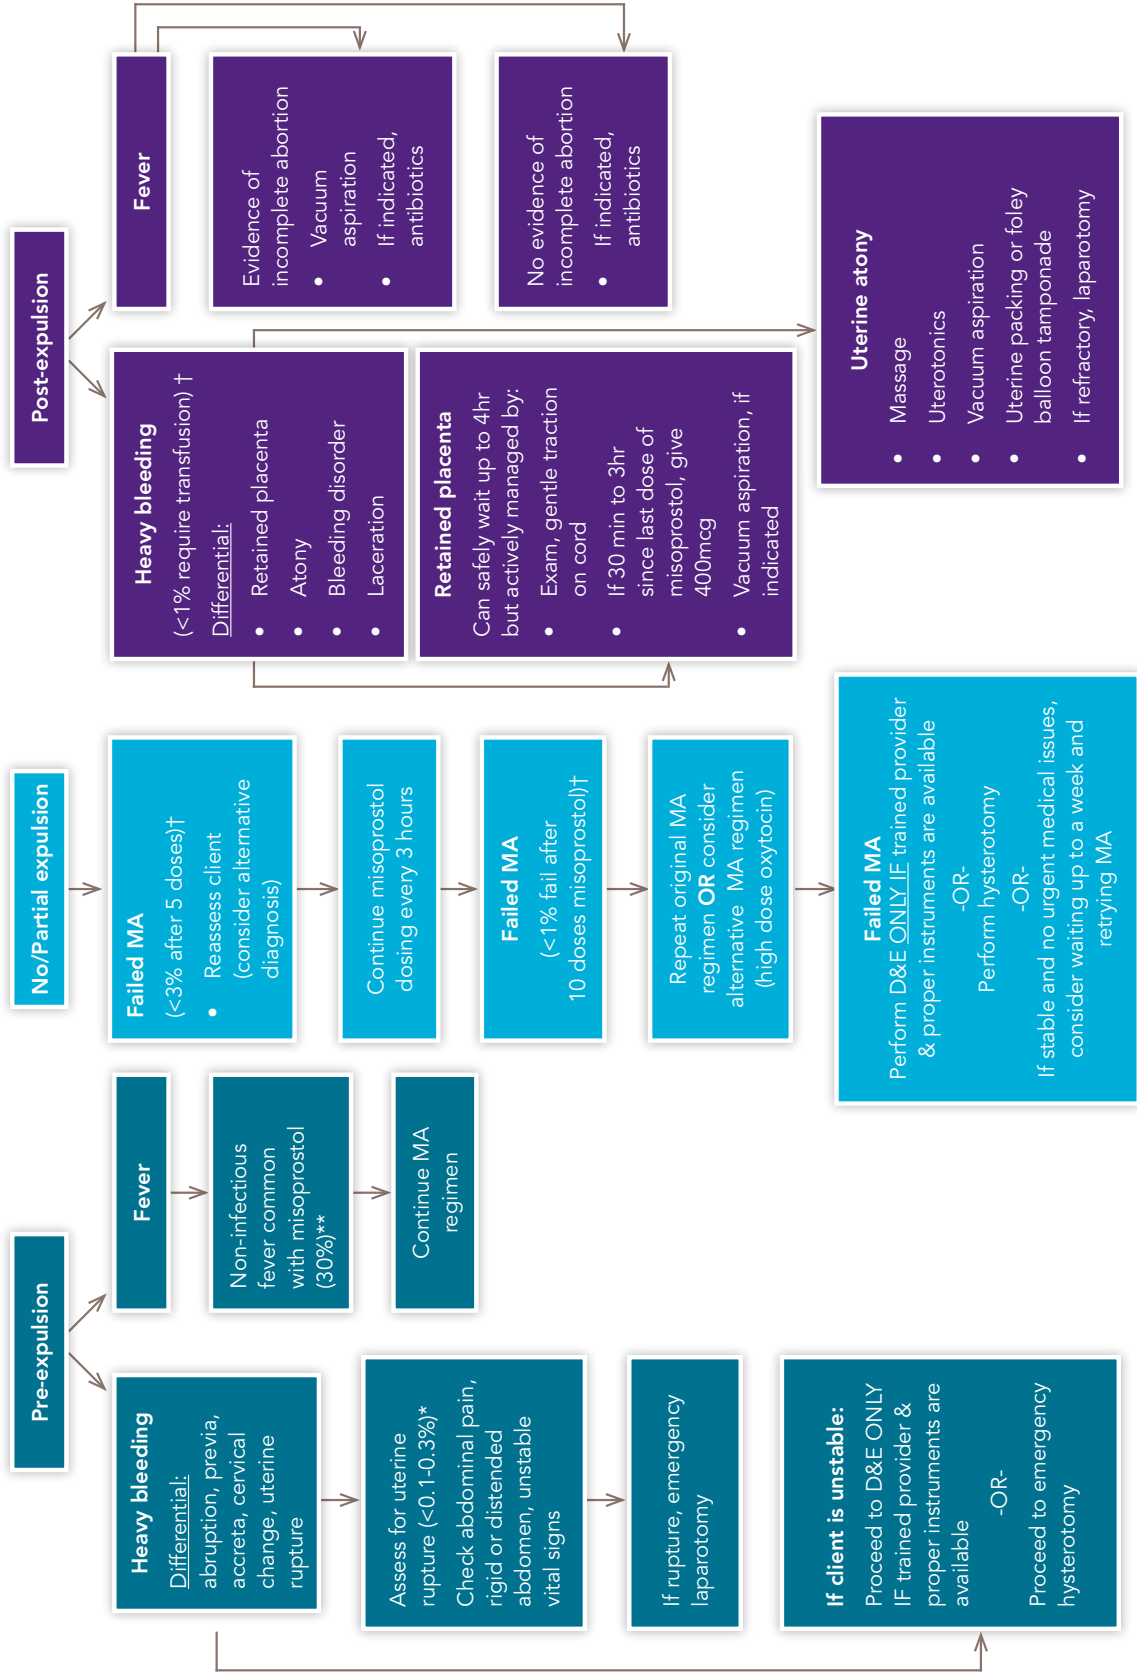 Pre-expulsion
Heavy bleeding
Differential:
abruption, previa,
accreta, cervical
change, uterine
rupture
Assess for uterine
rupture (<0.1-0.3%)*
Check abdominal pain,
rigid or distended
abdomen, unstable
vital signs
If rupture, emergency
laparotomy
If client is unstable:
Proceed to D&E ONLY
IF trained provider &
proper instruments are
available
-OR-
Proceed to emergency
hysterotomy
Fever
Non-infectious
fever common
with misoprostol
(30%)**
Continue MA
regimen
No/Partial expulsion
Failed MA
(<3% after 5 doses)†
• Reassess client
(consider alternative
diagnosis)
Continue misoprostol
dosing every 3 hours
Failed MA
(<1% fail after
10 doses misoprostol)†
Repeat original MA
regimen OR consider
alternative MA regimen
(high dose oxytocin)
Failed MA
Perform D&E ONLY IF trained provider
& proper instruments are available
-OR-
Perform hysterotomy
-OR-
If stable and no urgent medical issues,
consider waiting up to a week and
retrying MA
Post-expulsion
Heavy bleeding
(<1% require transfusion) †
Differential:
• Retained placenta
• Atony
• Bleeding disorder
• Laceration
Retained placenta
Can safely wait up to 4hr
but actively managed by:
• Exam, gentle traction
on cord
• If 30 min to 3hr
since last dose of
misoprostol, give
400mcg
• Vacuum aspiration, if
indicated
Uterine atony
• Massage
• Uterotonics
• Vacuum aspiration
• Uterine packing or foley
balloon tamponade
• If refractory, laparotomy
Fever
Evidence of
incomplete abortion
• Vacuum
aspiration
• If indicated,
antibiotics
No evidence of
incomplete abortion
• If indicated,
antibiotics